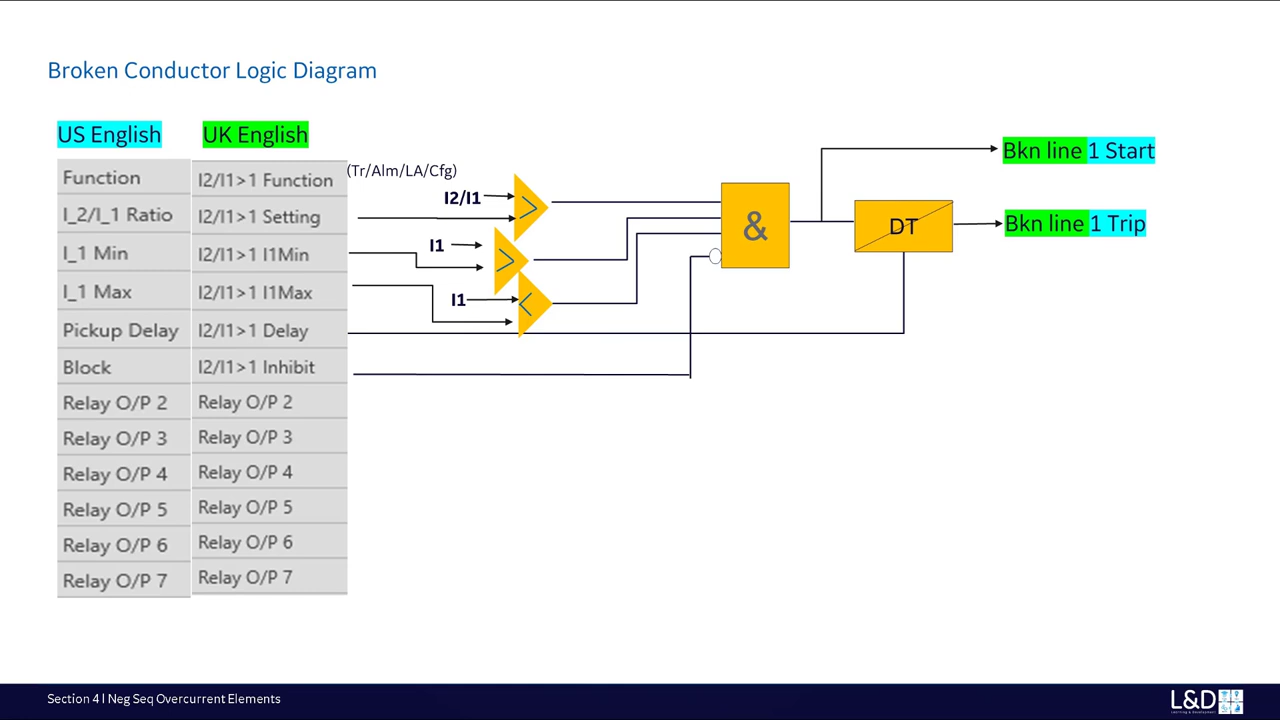 Broken Conductor Logic Diagram
US English
UK English
Function
I2/I1>1 Function
(Tr/Alm/LA/Cfg)
I_2/I_1 Ratio
I2/I1>1 Setting
I_1 Min
I2/I1>1 I1Min
I_1 Max
I2/I1>1 I1Max
Pickup Delay
I2/I1>1 Delay
Block
I2/I1>1 Inhibit
Relay O/P 2
Relay O/P 2
Relay O/P 3
Relay O/P 3
Relay O/P 4
Relay O/P 4
Relay O/P 5
Relay O/P 5
Relay O/P 6
Relay O/P 6
Relay O/P 7
Relay O/P 7
I2/I1
>
I1
>
I1
<
&
DT
Bkn line 1 Start
Bkn line 1 Trip
Section 4 l Neg Seq Overcurrent Elements
L&D
Learning & Development